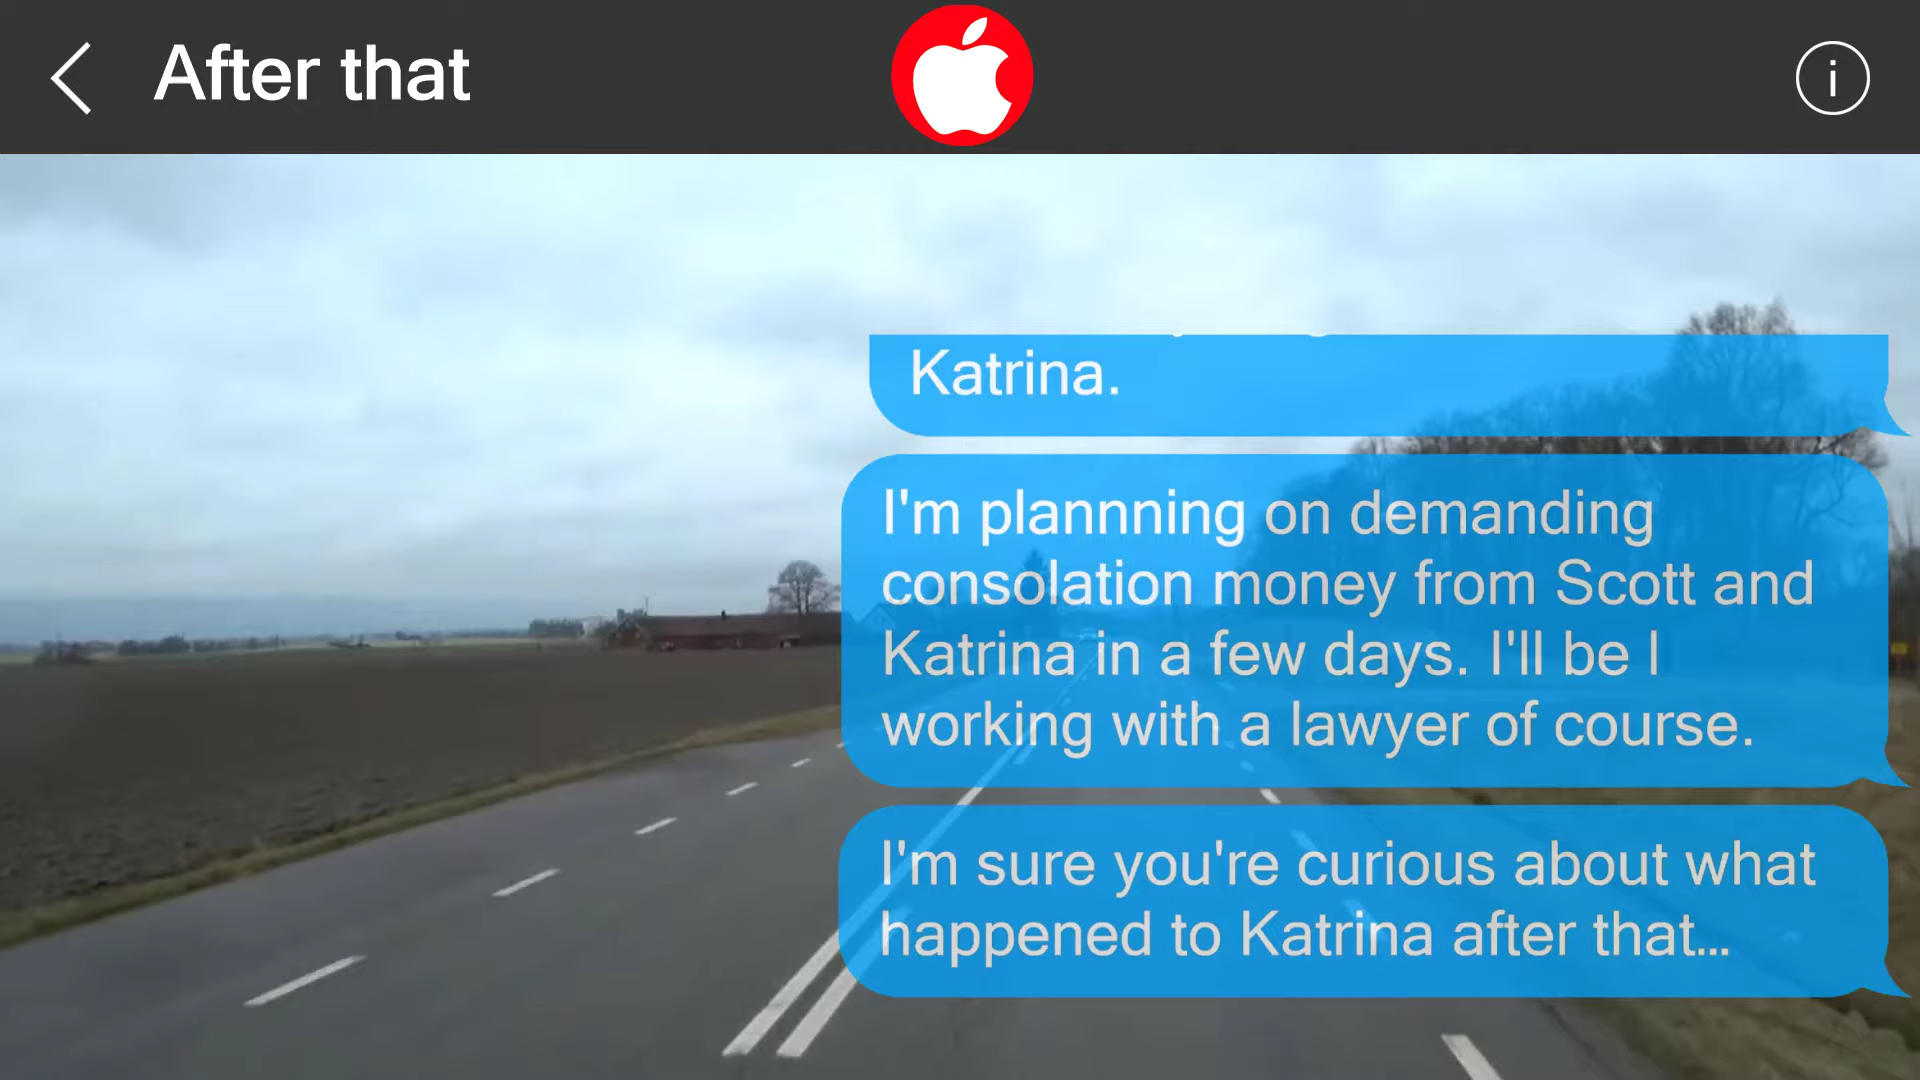 After that
i
Katrina.
I'm plannning on demanding
consolation money from Scott and
Katrina in a few days. I'll be I
working with a lawyer of course.
I'm sure you're curious about what
happened to Katrina after that...